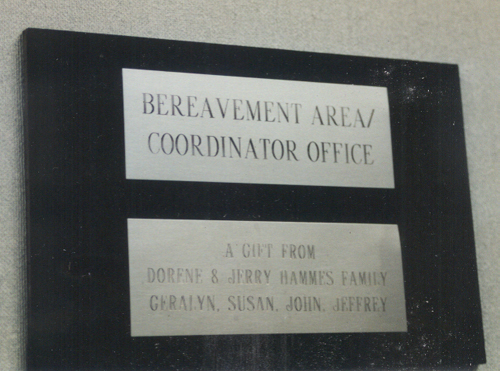 BEREAVEMENT AREA/
COORDINATOR OFFICE
A GIFT FROM
DORENE & JERRY HAMMES FAMILY
GERALYN, SUSAN, JOHN, JEFFREY